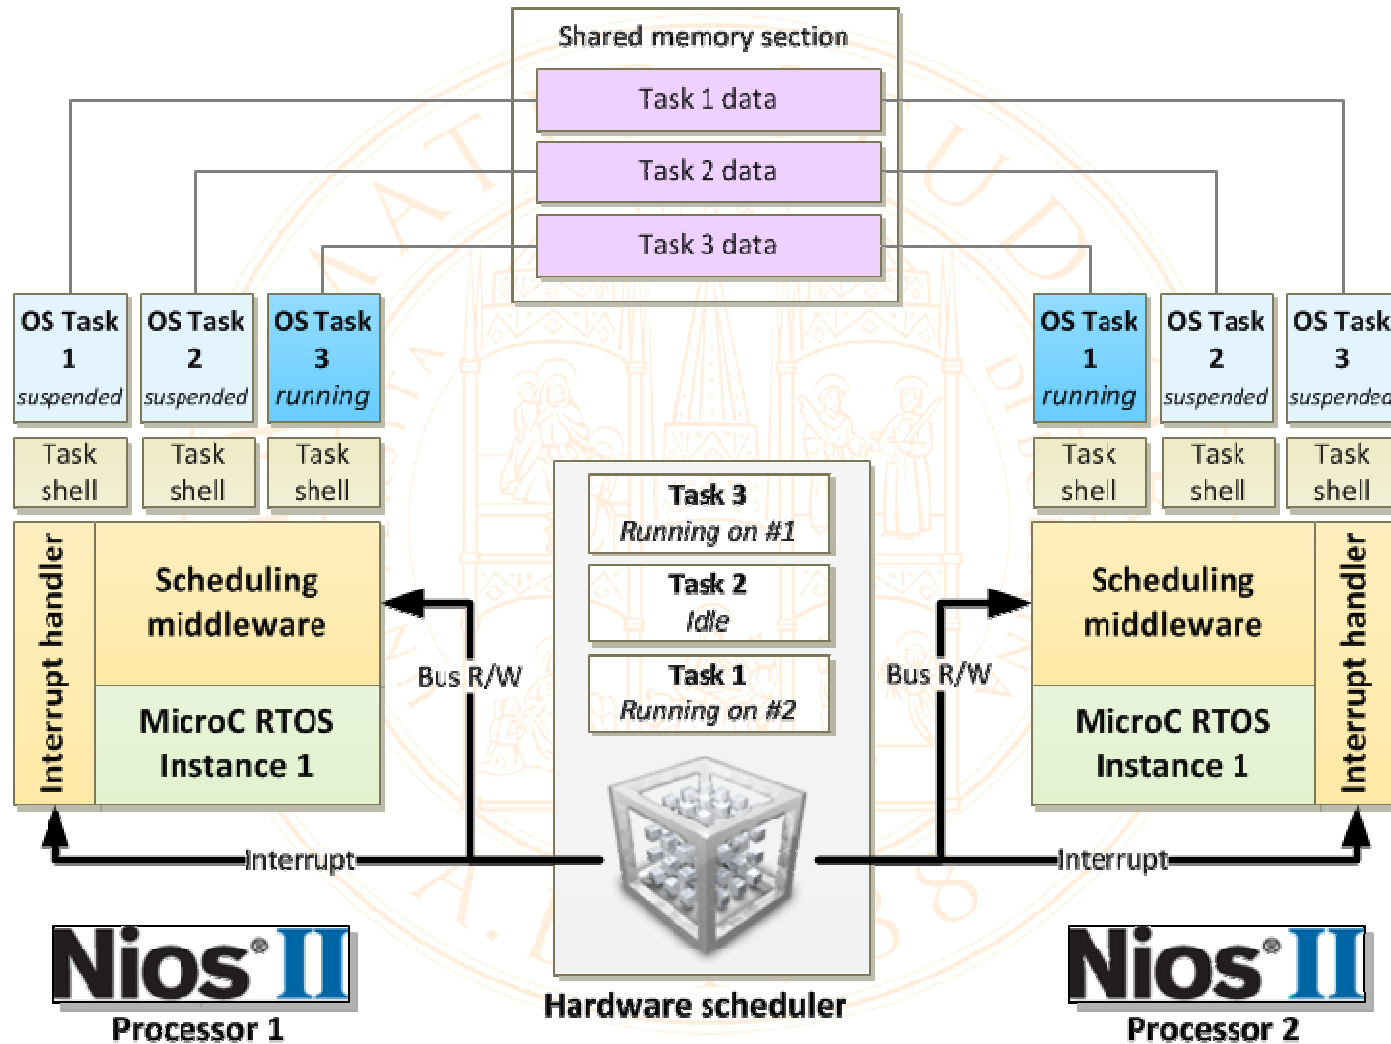 Shared memory section
Task 1 data
Task 2 data
Task 3 data
OS Task
1
suspended
OS Task
2
suspended
OS Task
3
running
OS Task
1
running
OS Task
2
suspended
OS Task
3
suspended
Task
shell
Task
shell
Task
shell
Task
shell
Task
shell
Task
shell
Interrupt handler
Scheduling
middleware
MicroC RTOS
Instance 1
Bus R/W
Interrupt
Task 3
Running on #1
Task 2
Idle
Task 1
Running on #2
Bus R/W
Interrupt
Scheduling
middleware
MicroC RTOS
Instance 1
Interrupt handler
Nios® II
Processor 1
Hardware scheduler
Nios® II
Processor 2